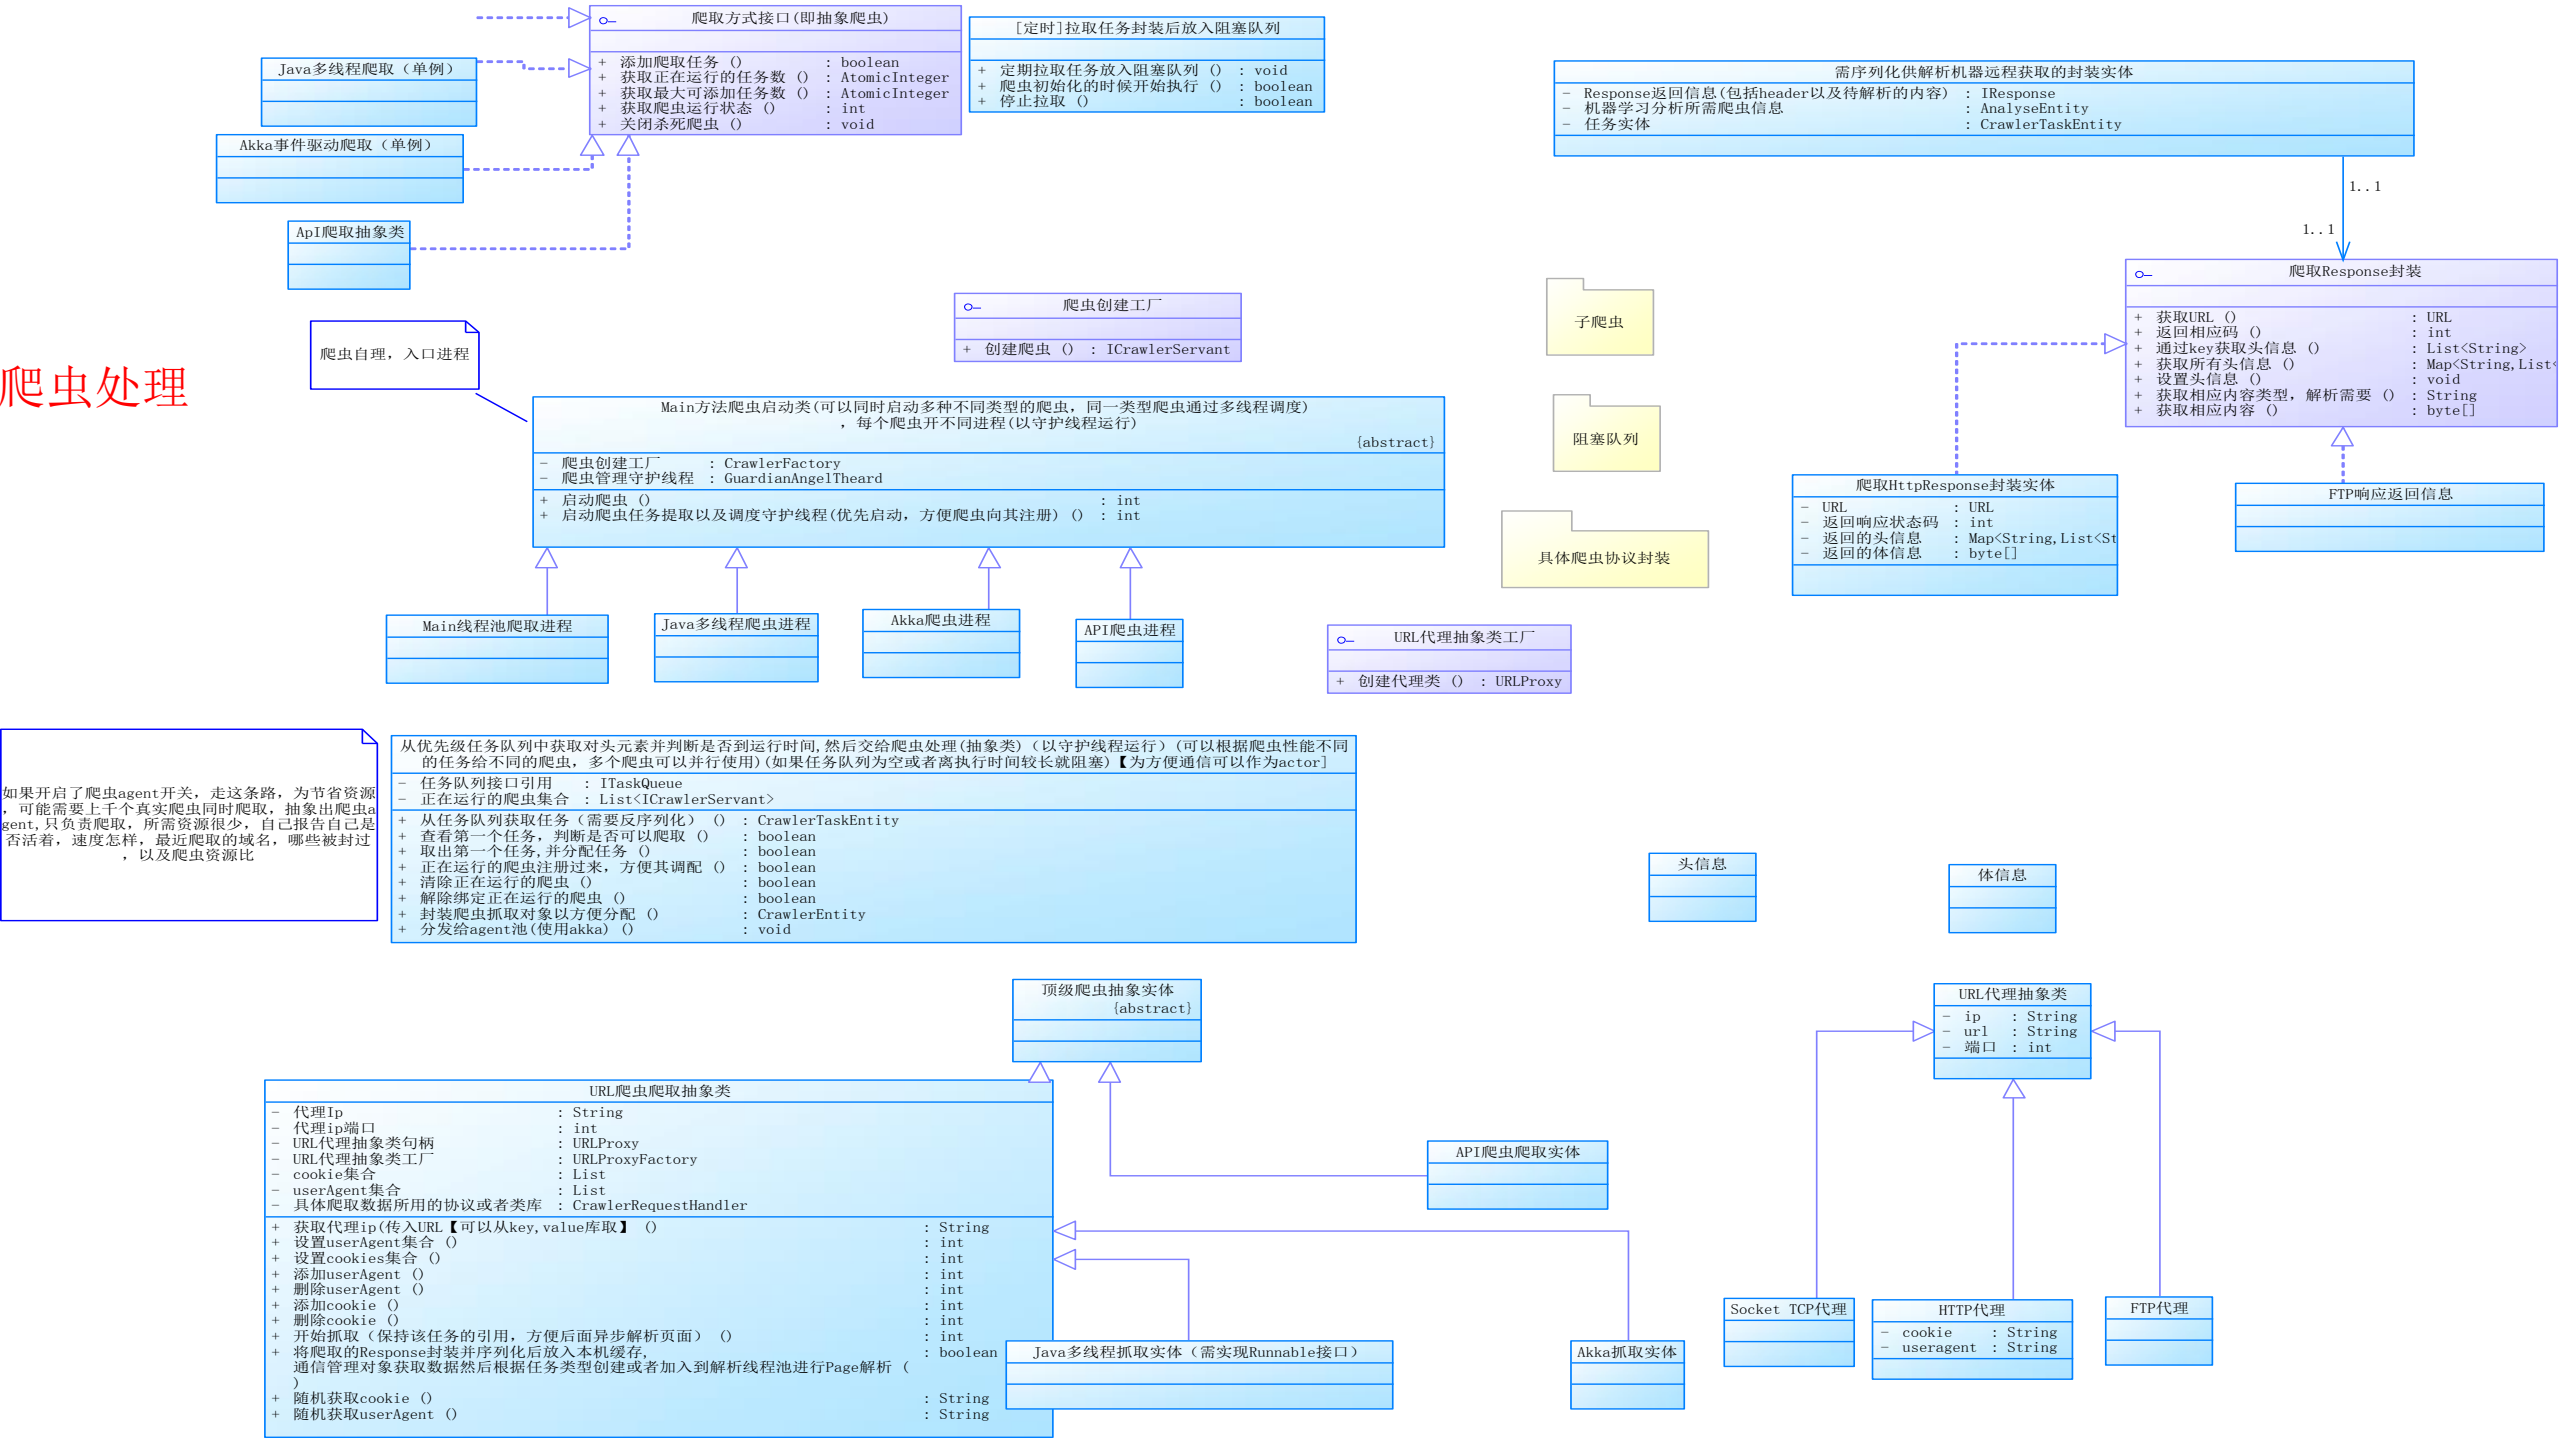 爬取方式接口(即抽象爬虫)
+ 添加爬取任务 () : boolean
+ 获取正在运行的任务数 () : AtomicInteger
+ 获取最大可添加任务数 () : AtomicInteger
+ 获取爬虫运行状态 () : int
+ 关闭杀死爬虫 () : void
[定时]拉取任务封装后放入阻塞队列
+ 定期拉取任务放入阻塞队列 () : void
+ 爬虫初始化的时候开始执行 () : boolean
+ 停止拉取 () : boolean
Java多线程爬取（单例）
Akka事件驱动爬取（单例）
ApI爬取抽象类
需序列化供解析机器远程获取的封装实体
- Response返回信息(包括header以及待解析的内容) : IResponse
- 机器学习分析所需爬虫信息 : AnalyseEntity
- 任务实体 : CrawlerTaskEntity
1..1
1..1
爬取Response封装
+ 获取URL () : URL
+ 返回相应码 () : int
+ 通过key获取头信息 () : List<String>
+ 获取所有头信息 () : Map<String,List<
+ 设置头信息 () : void
+ 获取相应内容类型, 解析需要 () : String
+ 获取相应内容 () : byte[]
爬虫创建工厂
+ 创建爬虫 () : ICrawlerServant
子爬虫
阻塞队列
具体爬虫协议封装
爬虫自理, 入口进程
爬虫处理
Main方法爬虫启动类(可以同时启动多种不同类型的爬虫, 同一类型爬虫通过多线程调度)
, 每个爬虫开不同进程(以守护线程运行)
{abstract}
- 爬虫创建工厂 : CrawlerFactory
- 爬虫管理守护线程 : GuardianAngelTheard
+ 启动爬虫 () : int
+ 启动爬虫任务提取以及调度守护线程(优先启动, 方便爬虫向其注册) () : int
爬取HttpResponse封装实体
- URL : URL
- 返回响应状态码 : int
- 返回的头信息 : Map<String,List<St
- 返回的体信息 : byte[]
FTP响应返回信息
Main线程池爬取进程
Java多线程爬虫进程
Akka爬虫进程
API爬虫进程
URL代理抽象类工厂
+ 创建代理类 () : URLProxy
如果开启了爬虫agent开关, 走这条路, 为节省资源
, 可能需要上千个真实爬虫同时爬取, 抽象出爬虫a
gent,只负责爬取, 所需资源很少, 自己报告自己是
否活着, 速度怎样, 最近爬取的域名, 哪些被封过
, 以及爬虫资源比
从优先级任务队列中获取对头元素并判断是否到运行时间,然后交给爬虫处理(抽象类)（以守护线程运行）(可以根据爬虫性能不同
的任务给不同的爬虫, 多个爬虫可以并行使用)(如果任务队列为空或者离执行时间较长就阻塞)【为方便通信可以作为actor]
- 任务队列接口引用 : ITaskQueue
- 正在运行的爬虫集合 : List<ICrawlerServant>
+ 从任务队列获取任务（需要反序列化） () : CrawlerTaskEntity
+ 查看第一个任务, 判断是否可以爬取 () : boolean
+ 取出第一个任务,并分配任务 () : boolean
+ 正在运行的爬虫注册过来, 方便其调配 () : boolean
+ 清除正在运行的爬虫 () : boolean
+ 解除绑定正在运行的爬虫 () : boolean
+ 封装爬虫抓取对象以方便分配 () : CrawlerEntity
+ 分发给agent池(使用akka) () : void
头信息
体信息
顶级爬虫抽象实体
{abstract}
URL代理抽象类
- ip : String
- url : String
- 端口 : int
URL爬虫爬取抽象类
- 代理Ip : String
- 代理ip端口 : int
- URL代理抽象类句柄 : URLProxy
- URL代理抽象类工厂 : URLProxyFactory
- cookie集合 : List
- userAgent集合 : List
- 具体爬取数据所用的协议或者类库 : CrawlerRequestHandler
+ 获取代理ip(传入URL【可以从key,value库取】 () : String
+ 设置userAgent集合 () : int
+ 设置cookies集合 () : int
+ 添加userAgent () : int
+ 删除userAgent () : int
+ 添加cookie () : int
+ 删除cookie () : int
+ 开始抓取（保持该任务的引用, 方便后面异步解析页面） () : int
+ 将爬取的Response封装并序列化后放入本机缓存, : boolean
通信管理对象获取数据然后根据任务类型创建或者加入到解析线程池进行Page解析 (
)
+ 随机获取cookie () : String
+ 随机获取userAgent () : String
API爬虫爬取实体
Java多线程抓取实体（需实现Runnable接口）
Akka抓取实体
Socket TCP代理
HTTP代理
- cookie : String
- useragent : String
FTP代理